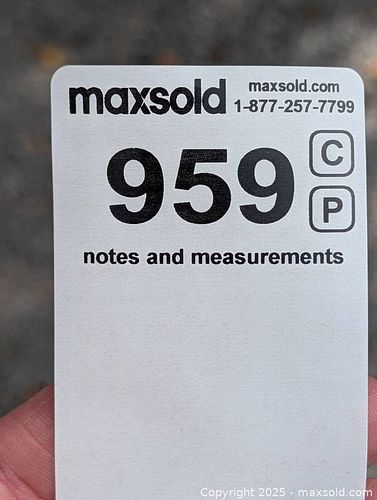 maxsold
maxsold.com
1-877-257-7799
959
C
P
notes and measurements
Copyright © 2025 - maxsold.com